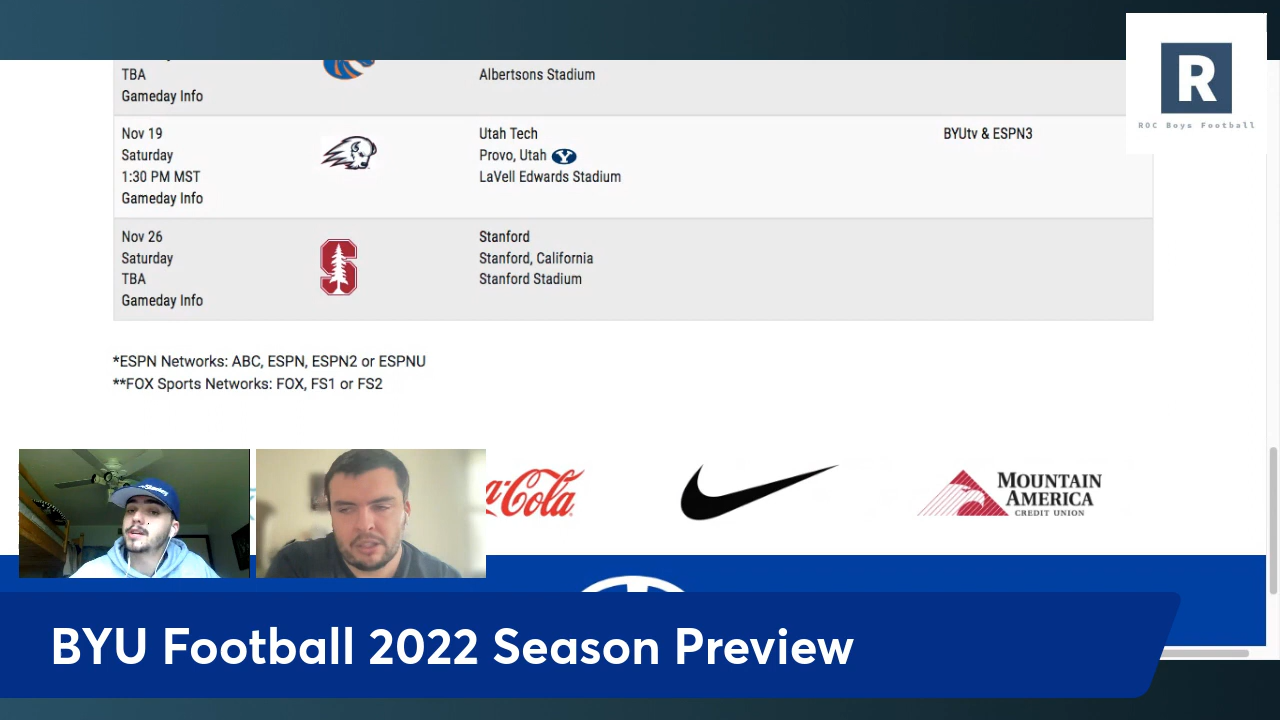 TBA
Gameday Info
Albertsons Stadium
Nov 19
Saturday
1:30 PM MST
Gameday Info
Utah Tech
Provo, Utah
LaVell Edwards Stadium
BYUtv & ESPN3
Nov 26
Saturday
TBA
Gameday Info
Stanford
Stanford, California
Stanford Stadium
*ESPN Networks: ABC, ESPN, ESPN2 or ESPNU
**FOX Sports Networks: FOX, FS1 or FS2
R
ROC Boys Football
a-Cola
MOUNTAIN
AMERICA
CREDIT UNION
BYU Football 2022 Season Preview